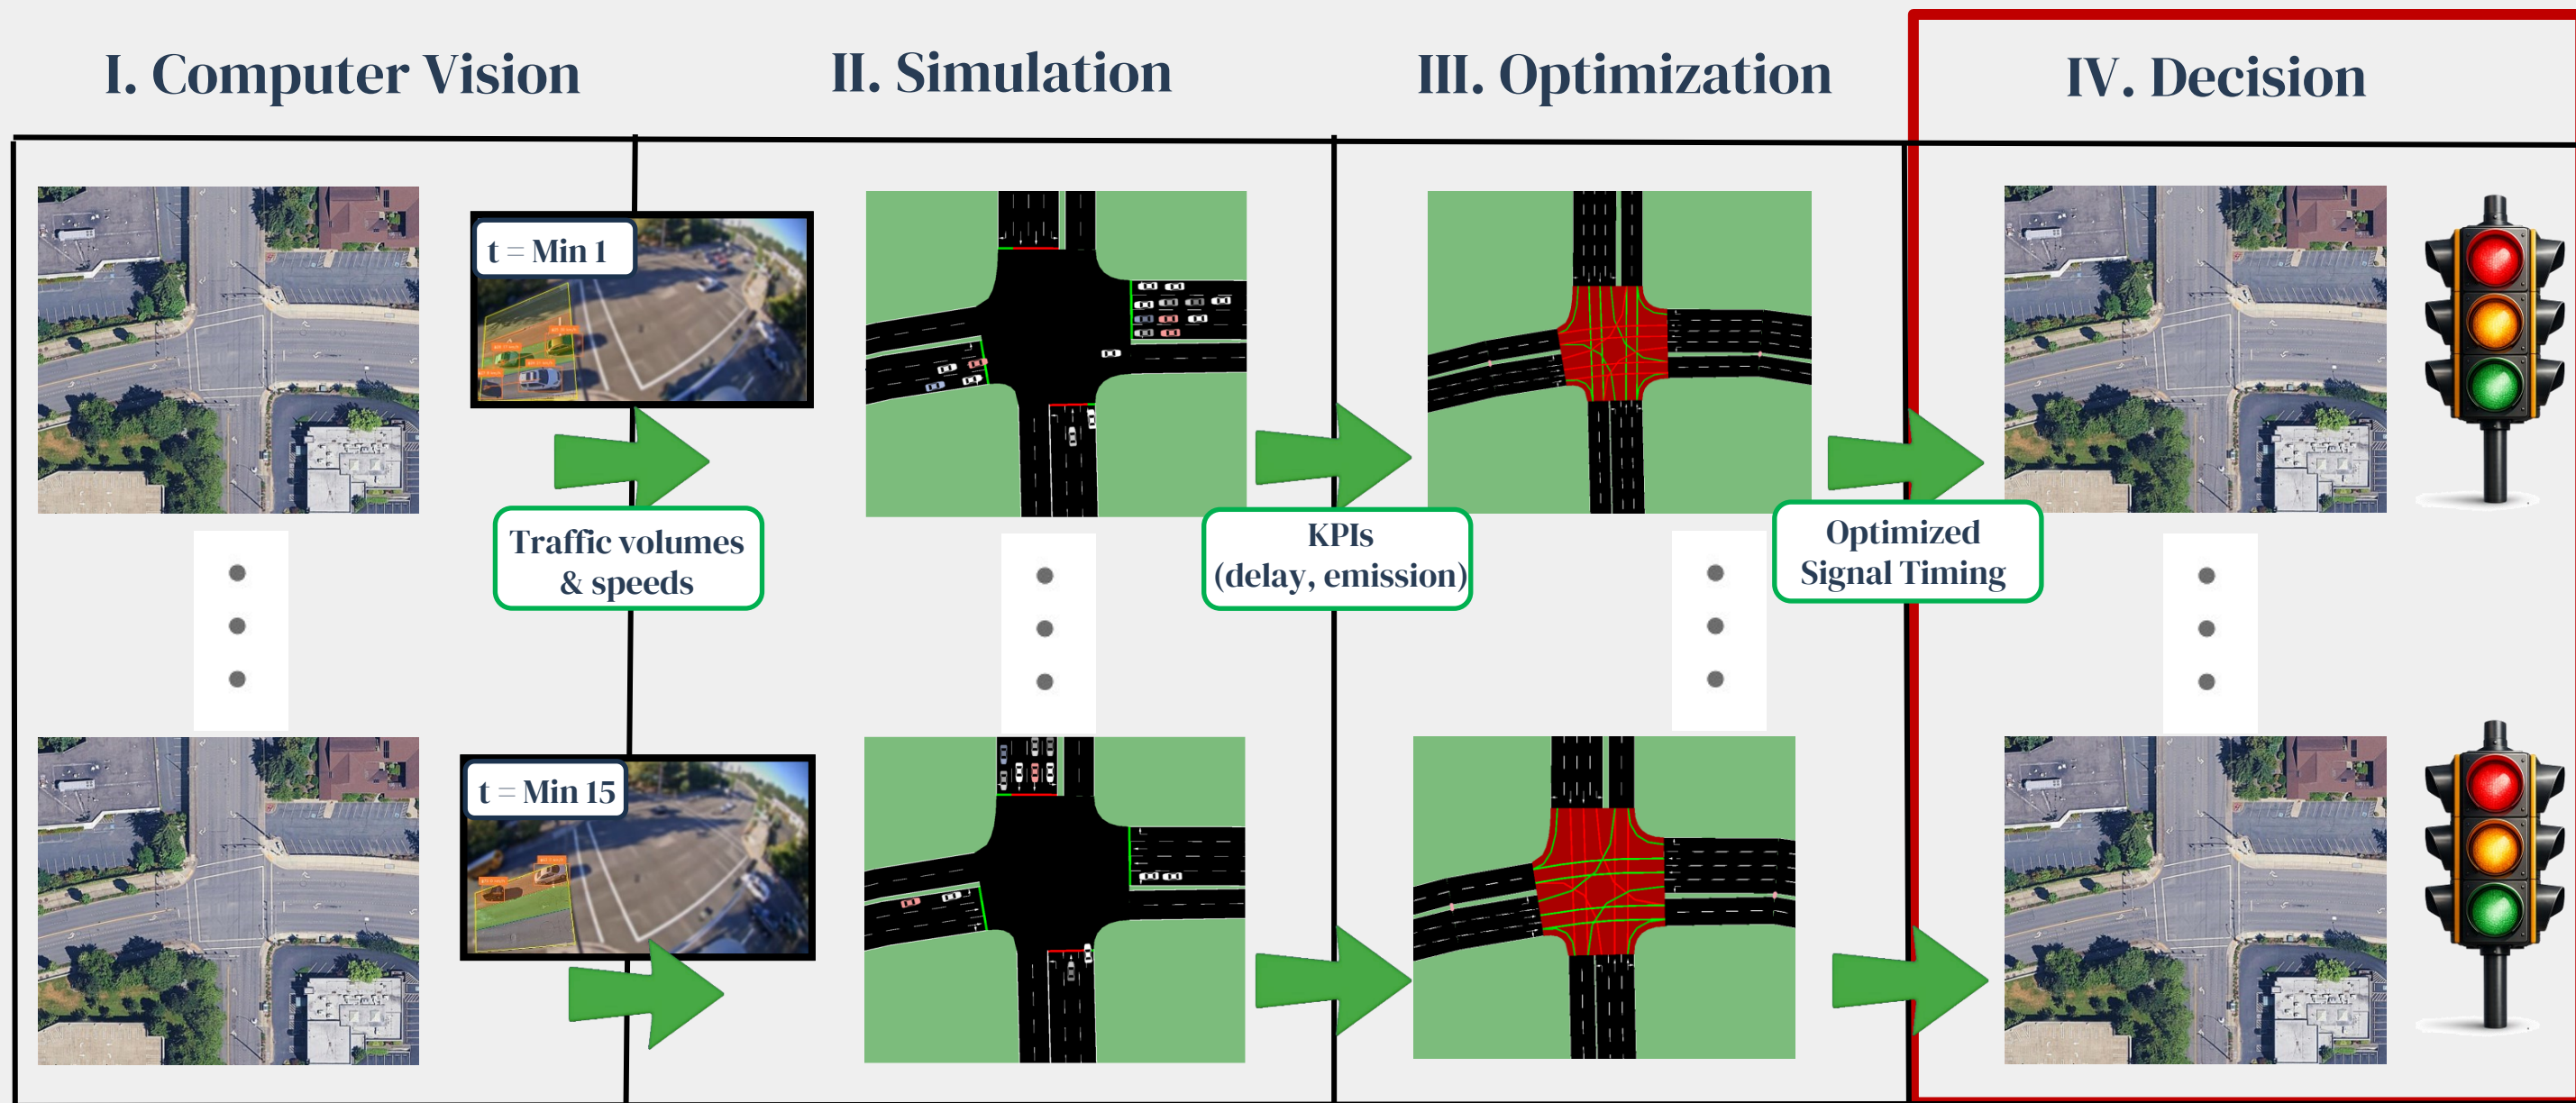 I. Computer Vision
II. Simulation
III. Optimization
IV. Decision
t = Min 1
Traffic volumes
& speeds
KPIs
(delay, emission)
Optimized
Signal Timing
t = Min 15